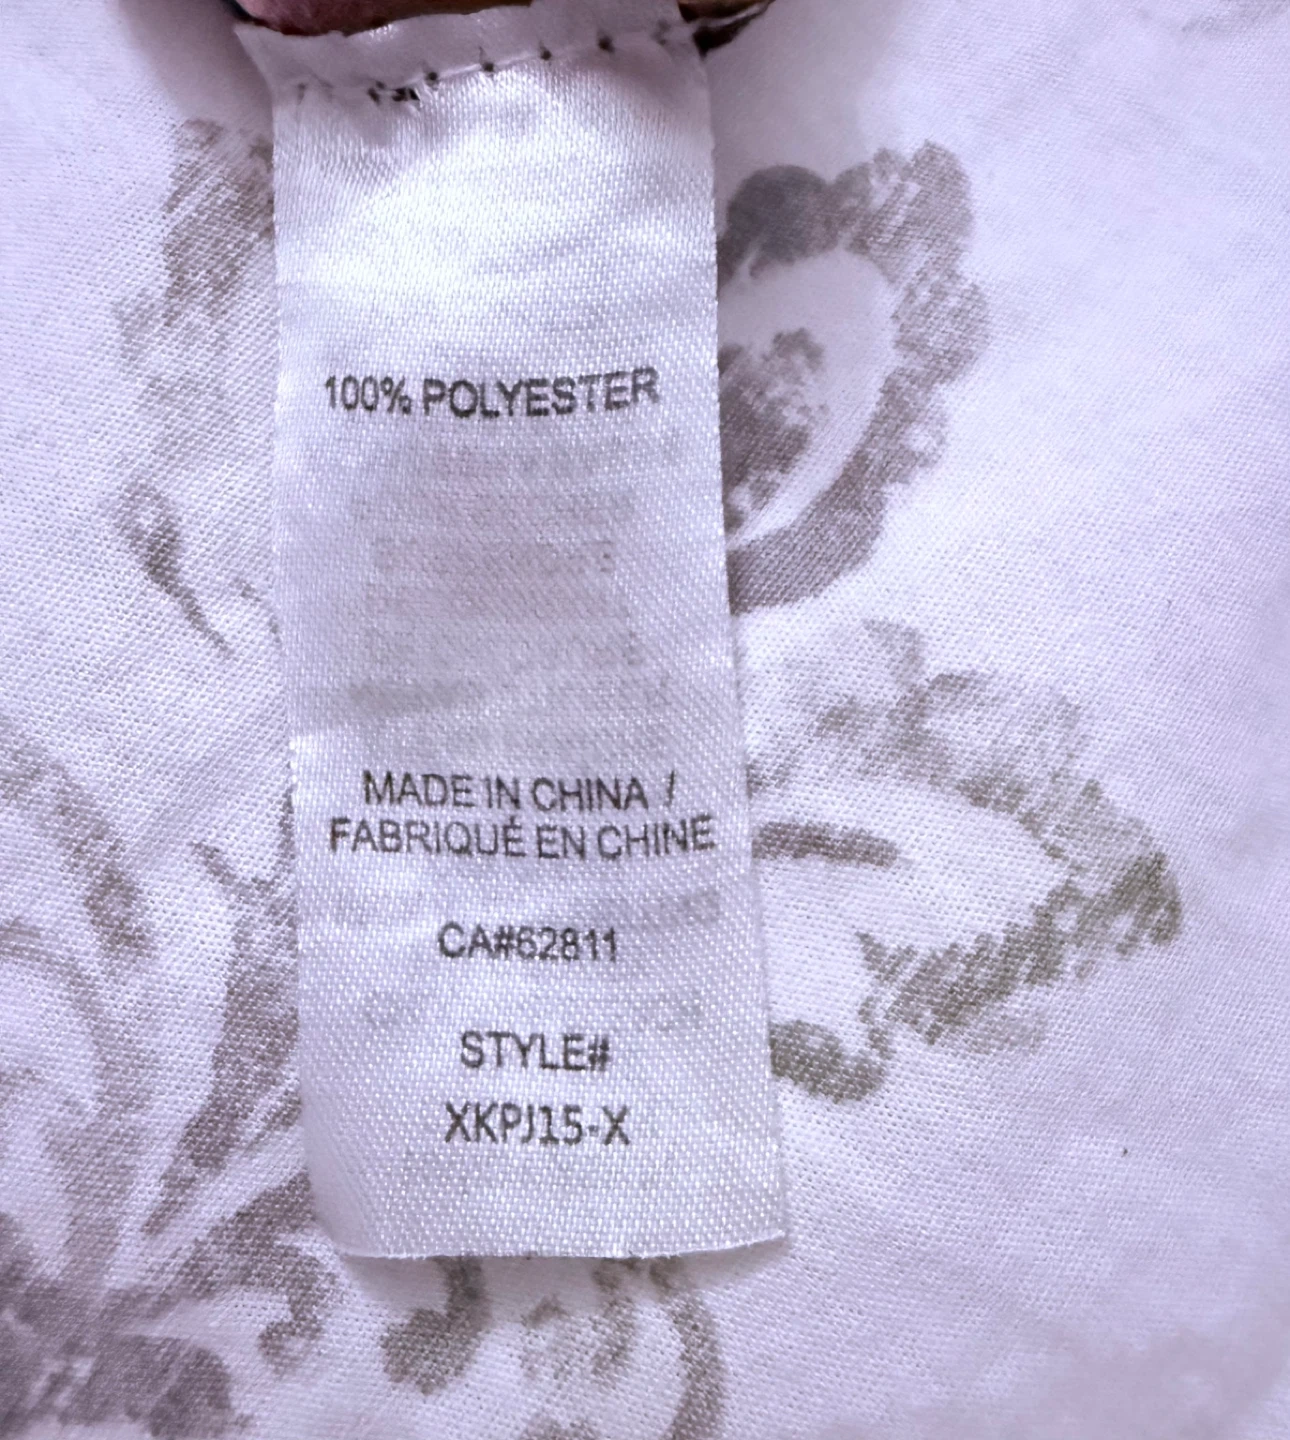 100% POLYESTER
MADE IN CHINA /
FABRIQUÉ EN CHINE
CA#62811
STYLE#
XKPJ15-X